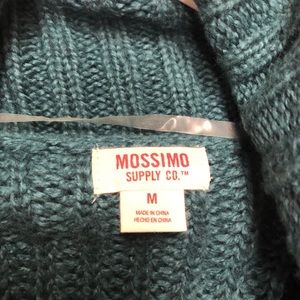 MOSSIMO
SUPPLY CO.™
M
MADE IN CHINA
HECHO EN CHINA